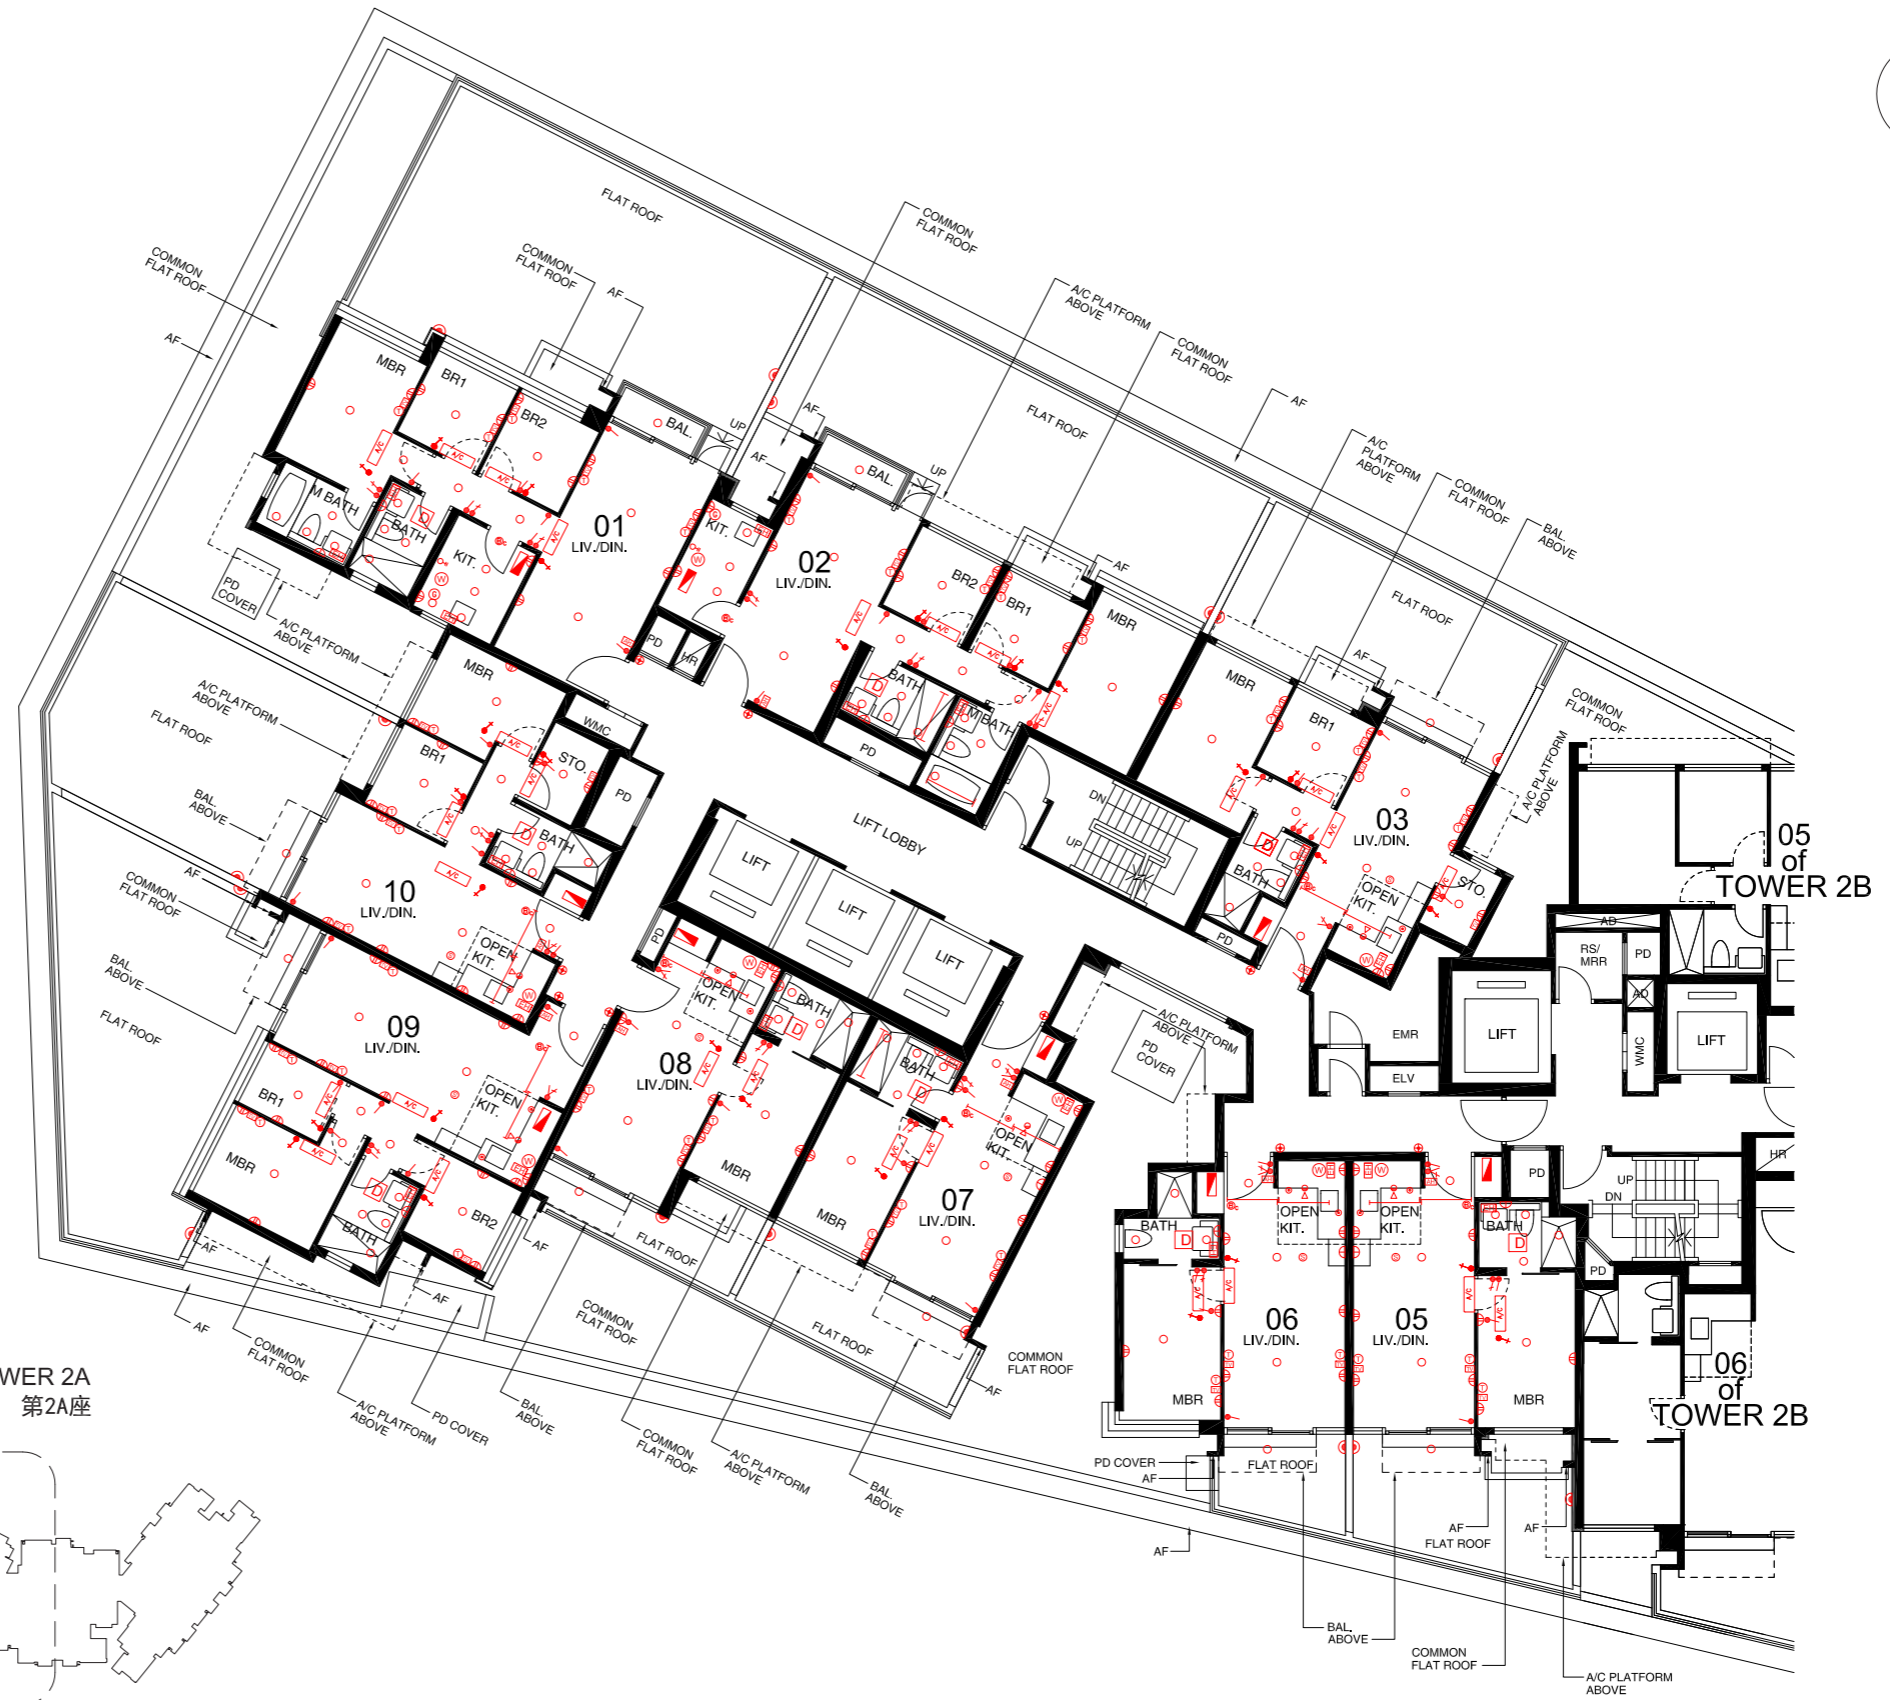 FLAT ROOF
COMMON
FLAT ROOF
COMMON
FLAT ROOF
AF
COMMON
FLAT ROOF
AF
A/C PLATFORM
ABOVE
COMMON
FLAT ROOF
AF
FLAT ROOF
A/C
PLATFORM
ABOVE
COMMON
FLAT ROOF
BAL.
ABOVE
MBR
BR1
BR2
BAL.
UP
AF
AF
BAL.
UP
M BATH
BATH
KIT.
01
LIV./DIN.
KIT.
02
LIV./DIN.
BR2
BR1
MBR
AF
FLAT ROOF
AF
PD
COVER
A/C PLATFORM
ABOVE
PD
HR
BATH
M BATH
PD
MBR
BR1
COMMON
FLAT ROOF
A/C PLATFORM
ABOVE
A/C PLATFORM
ABOVE
FLAT ROOF
BAL.
ABOVE
MBR
BR1
WMC
STO.
PD
BATH
10
LIV./DIN.
OPEN
KIT.
LIFT LOBBY
LIFT
LIFT
LIFT
DN
UP
03
LIV./DIN.
OPEN
KIT.
STO.
BATH
PD
05
of
TOWER 2B
AF
COMMON
FLAT ROOF
BAL.
ABOVE
FLAT ROOF
09
LIV./DIN.
OPEN
KIT.
BR1
MBR
BATH
BR2
PD
OPEN
KIT.
BATH
08
LIV./DIN.
MBR
BATH
OPEN
KIT.
07
LIV./DIN.
MBR
A/C PLATFORM
ABOVE
PD
COVER
EMR
ELV
LIFT
AD
RS/
MRR
PD
AD
WMC
LIFT
HR
PD
UP
DN
PD
BATH
OPEN
KIT.
OPEN
KIT.
BATH
06
LIV./DIN.
05
LIV./DIN.
MBR
MBR
06
of
TOWER 2B
AF
AF
AF
AF
COMMON
FLAT ROOF
A/C PLATFORM
ABOVE
PD COVER
BAL.
ABOVE
COMMON
FLAT ROOF
FLAT ROOF
COMMON
FLAT ROOF
A/C PLATFORM
ABOVE
FLAT ROOF
BAL.
ABOVE
AF
COMMON
FLAT ROOF
PD COVER
AF
FLAT ROOF
AF
AF
AF
FLAT ROOF
BAL.
ABOVE
COMMON
FLAT ROOF
A/C PLATFORM
ABOVE
WER 2A
第2A座